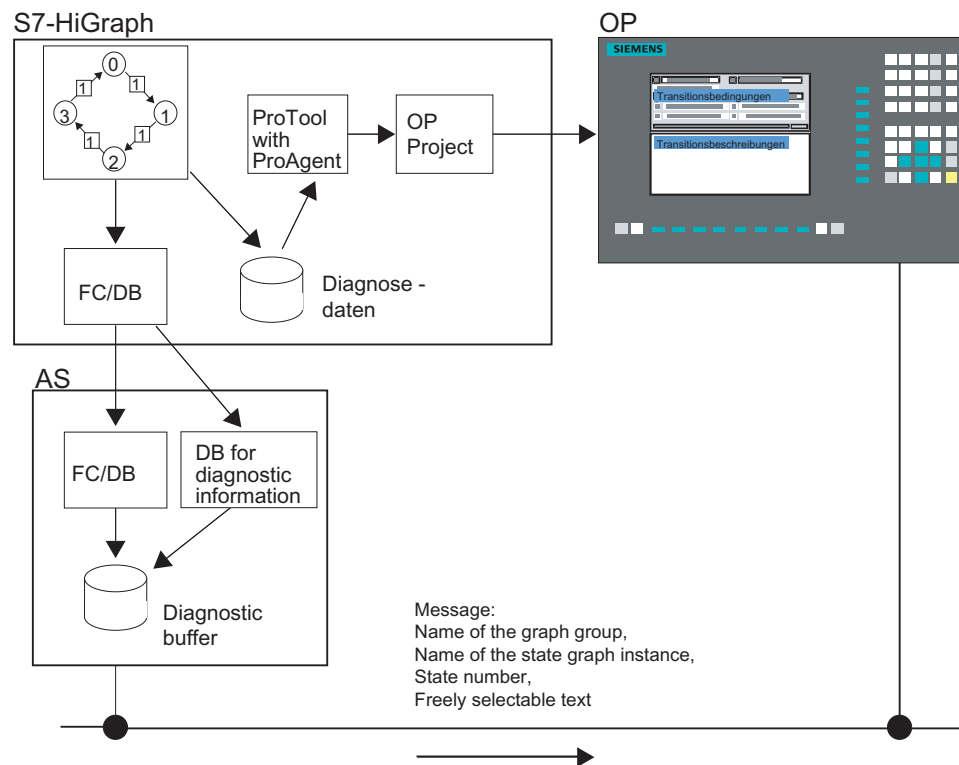 S7-HiGraph
OP
SIEMENS
0
1
1
3
1
1
1
2
ProTool
with
ProAgent
OP
Project
Transitionsbedingungen
Transitionsbeschreibungen
FC/DB
Diagnose -
daten
AS
FC/DB
DB for
diagnostic
information
Diagnostic
buffer
Message:
Name of the graph group,
Name of the state graph instance,
State number,
Freely selectable text